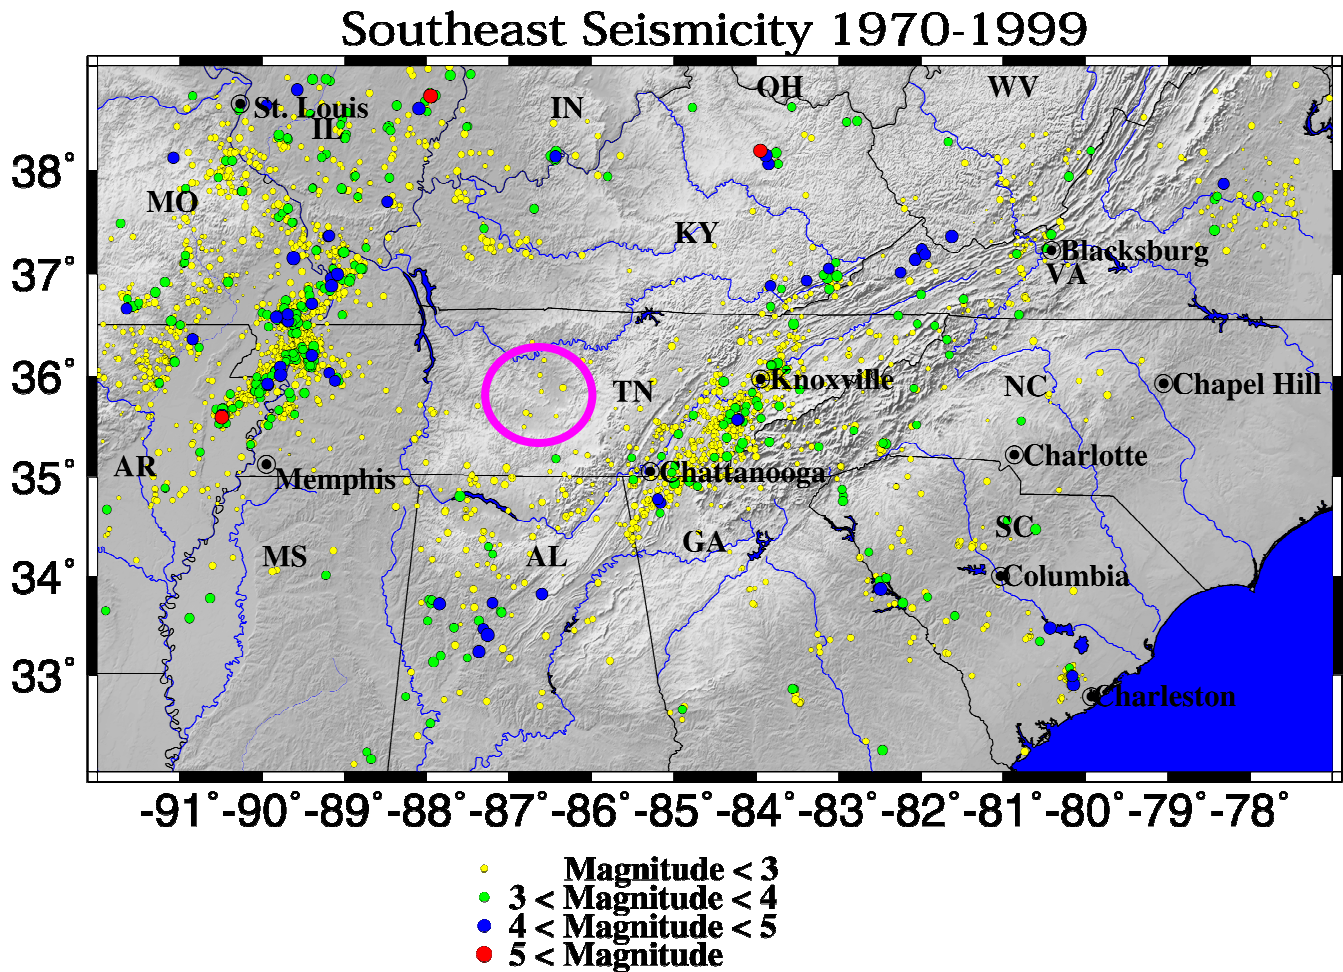 Southeast Seismicity 1970-1999
OH
WV
IN
St. Louis
IL
38°
MO
KY
Blacksburg
37°
VA
36°
Knoxville
TN
NC
Chapel Hill
AR
35°
Memphis
Chattanooga
Charlotte
MS
AL
GA
SC
34°
Columbia
33°
Charleston
-91° -90° -89° -88° -87° -86° -85° -84° -83° -82° -81° -80° -79° -78°
Magnitude < 3
3 < Magnitude < 4
4 < Magnitude < 5
5 < Magnitude